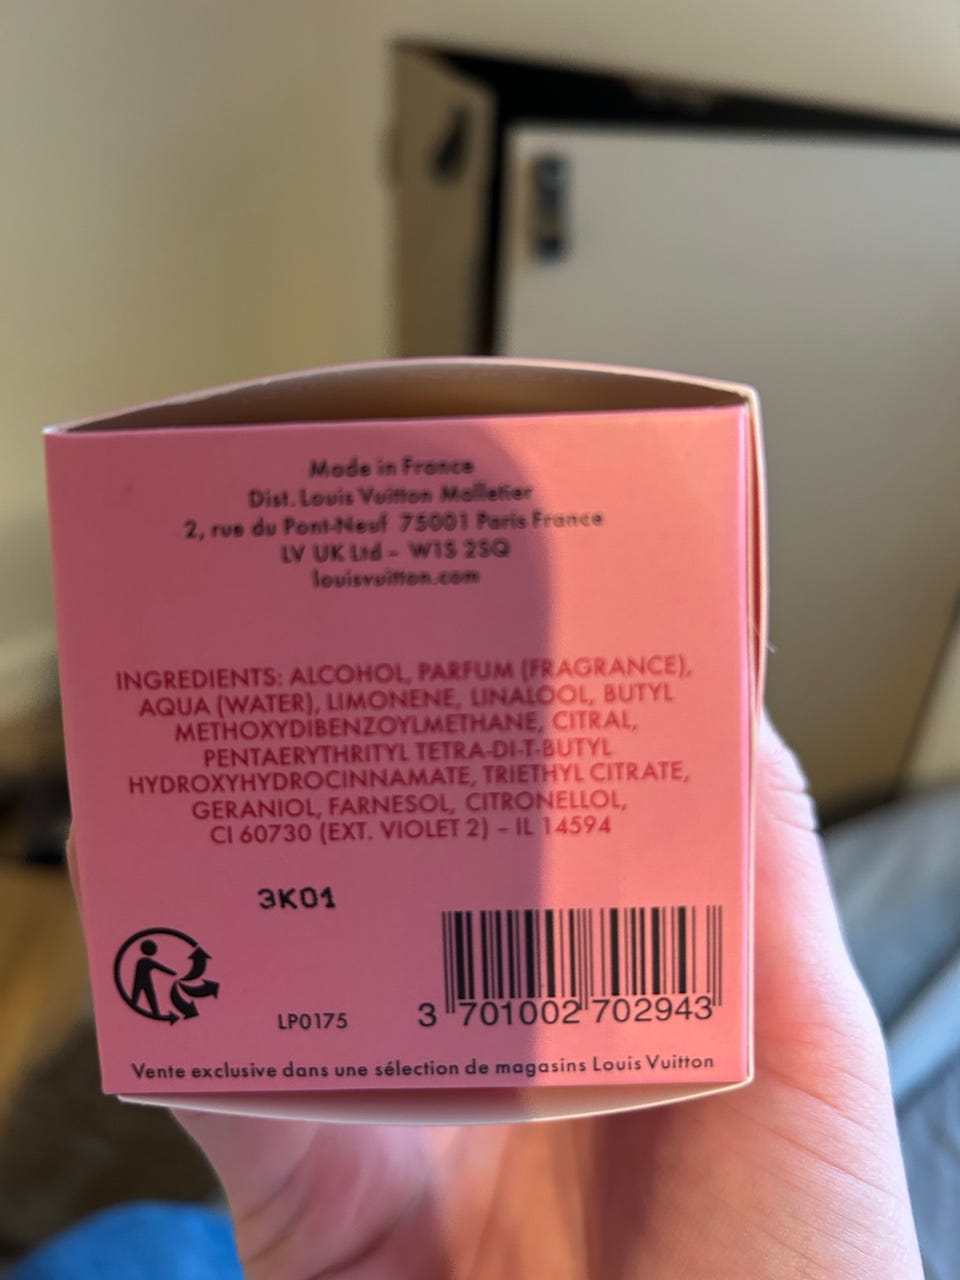 Made in France
Dist. Louis Vuitton Malletier
2, rue du Pont-Neuf 75001 Paris France
LV UK Ltd - W1S 2SQ
louisvuitton.com
INGREDIENTS: ALCOHOL, PARFUM (FRAGRANCE),
AQUA (WATER), LIMONENE, LINALOOL, BUTYL
METHOXYDIBENZOYLMETHANE, CITRAL,
PENTAERYTHRITYL TETRA-DI-T-BUTYL
HYDROXYHYDROCINNAMATE, TRIETHYL CITRATE,
GERANIOL, FARNESOL, CITRONELLOL,
CI 60730 (EXT. VIOLET 2) - IL 14594
3K01
LP0175
3 701002 702943
Vente exclusive dans une sélection de magasins Louis Vuitton